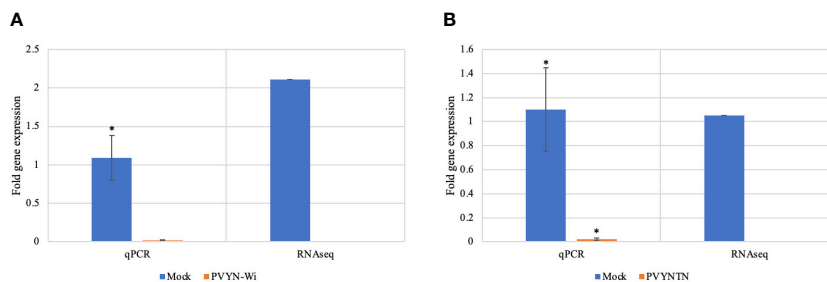 A
Fold gene expression
2.5
2
1.5
1
0.5
0
*
qPCR
RNAseq
Mock PVYN-Wi
B
Fold gene expression
1.6
1.4
1.2
1
0.8
0.6
0.4
0.2
0
*
*
qPCR
RNAseq
Mock PVYNTN